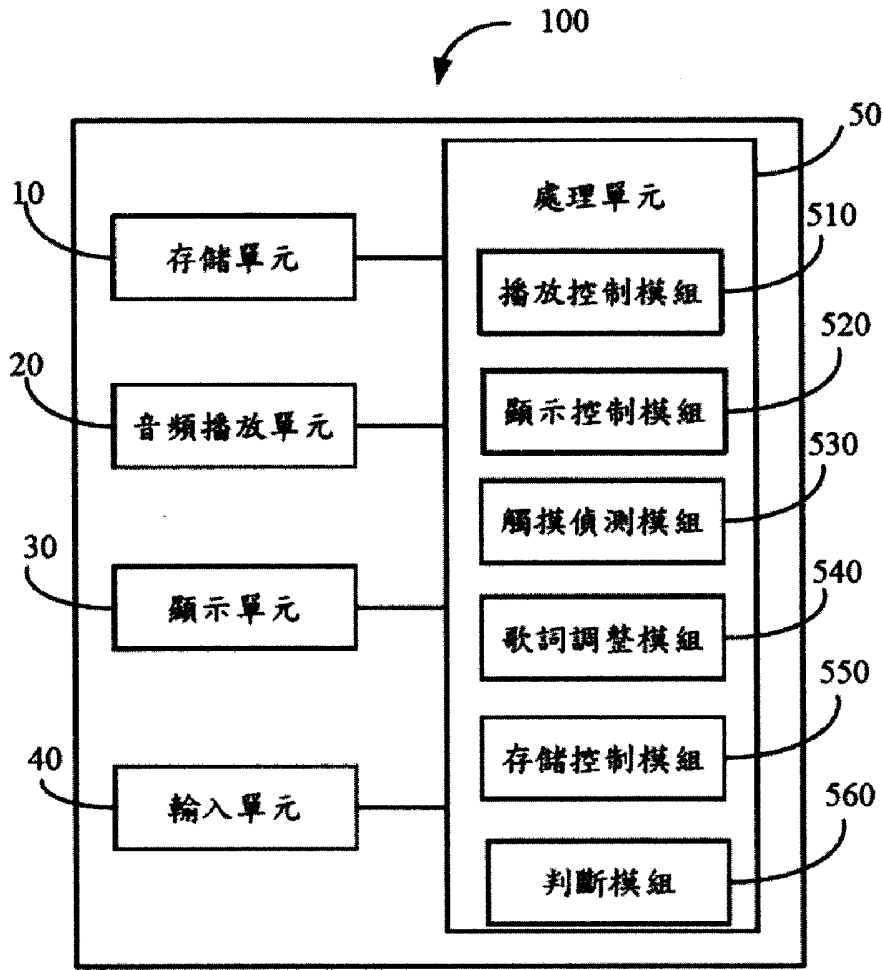 100
50
處理單元
10
存儲單元
510
播放控制模組
20
音頻播放單元
520
顯示控制模組
530
觸摸偵測模組
30
顯示單元
540
歌詞調整模組
550
存儲控制模組
40
輸入單元
560
判斷模組